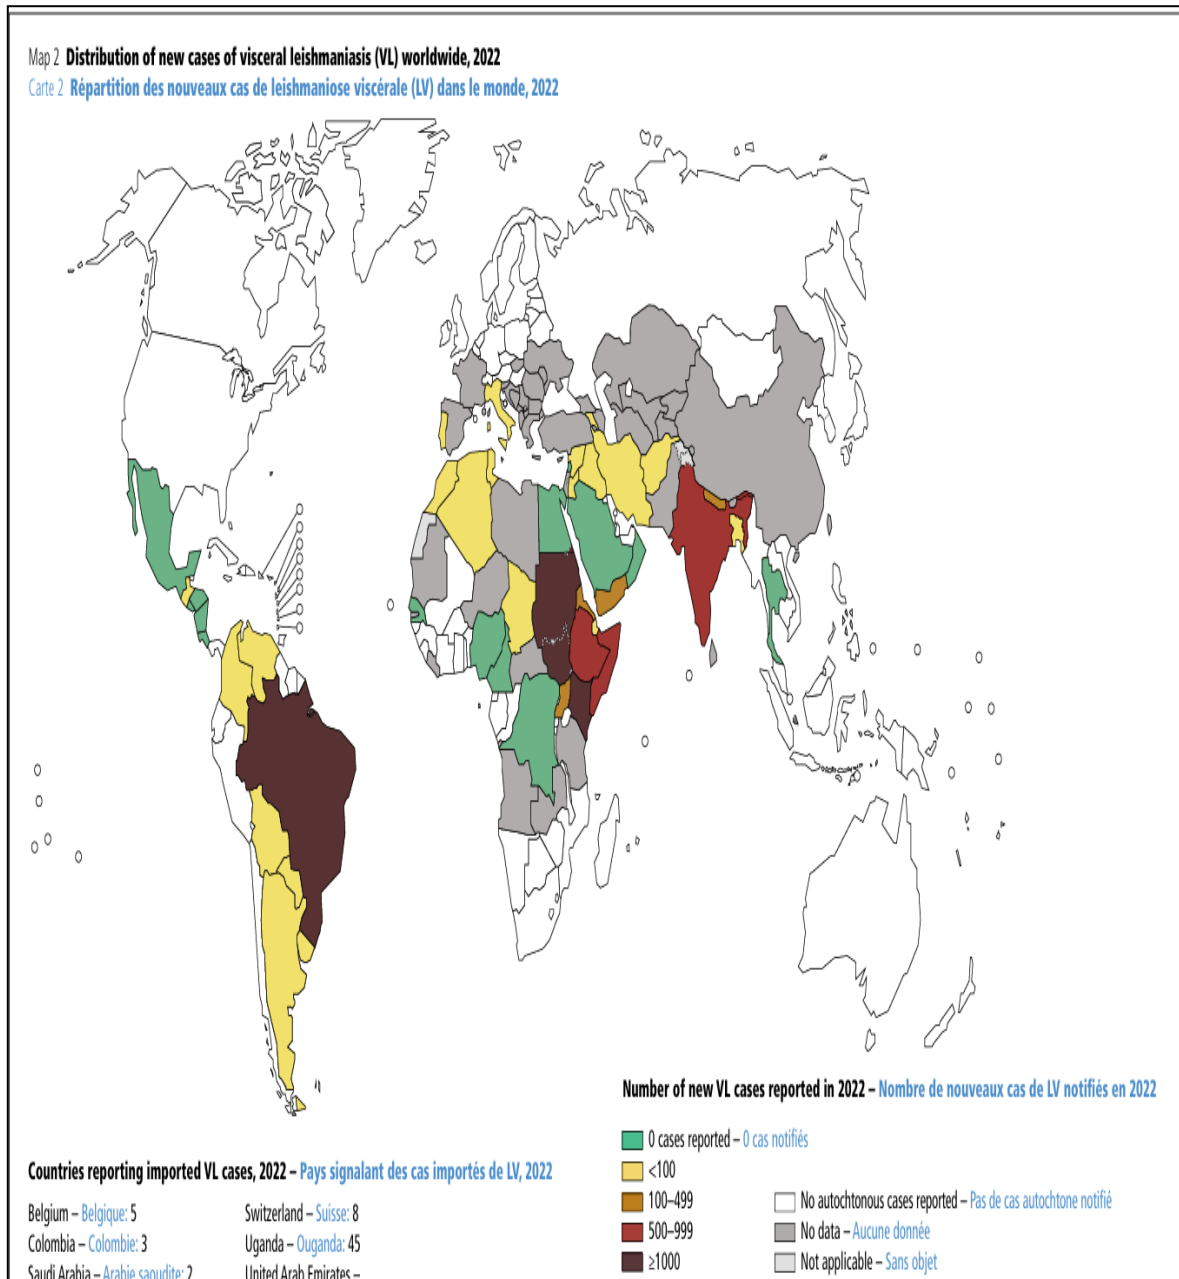 Map 2 Distribution of new cases of visceral leishmaniasis (VL) worldwide, 2022
Carte 2 Répartition des nouveaux cas de leishmaniose viscérale (LV) dans le monde, 2022
Number of new VL cases reported in 2022 – Nombre de nouveaux cas de LV notifiés en 2022
0 cases reported – 0 cas notifiés
<100
100–499
500–999
≥1000
No autochtonous cases reported – Pas de cas autochtone notifié
No data – Aucune donnée
Not applicable – Sans objet
Countries reporting imported VL cases, 2022 – Pays signalant des cas importés de LV, 2022
Belgium – Belgique: 5
Colombia – Colombie: 3
Saudi Arabia – Arabie saoudite: 2
Switzerland – Suisse: 8
Uganda – Ouganda: 45
United Arab Emirates –